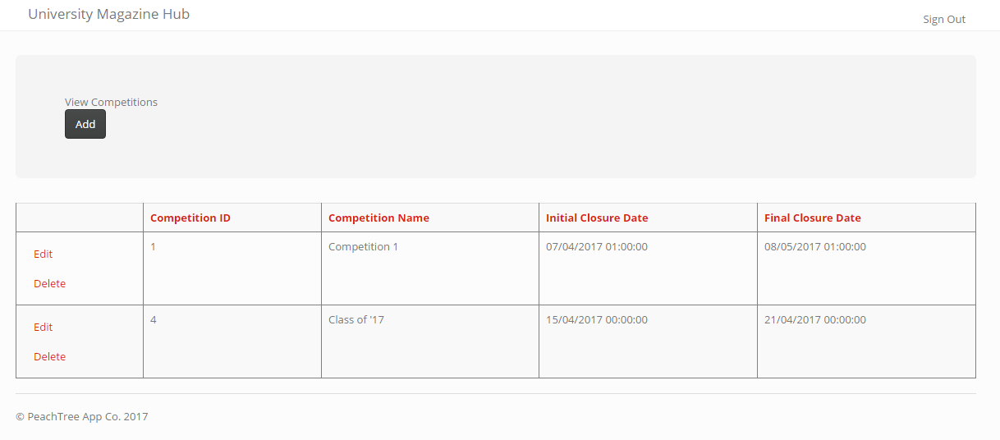 University Magazine Hub
Sign Out
View Competitions
Add
Competition ID Competition Name Initial Closure Date Final Closure Date
Edit 1 Competition 1 07/04/2017 01:00:00 08/05/2017 01:00:00
Delete
Edit 4 Class of '17 15/04/2017 00:00:00 21/04/2017 00:00:00
Delete
© PeachTree App Co. 2017